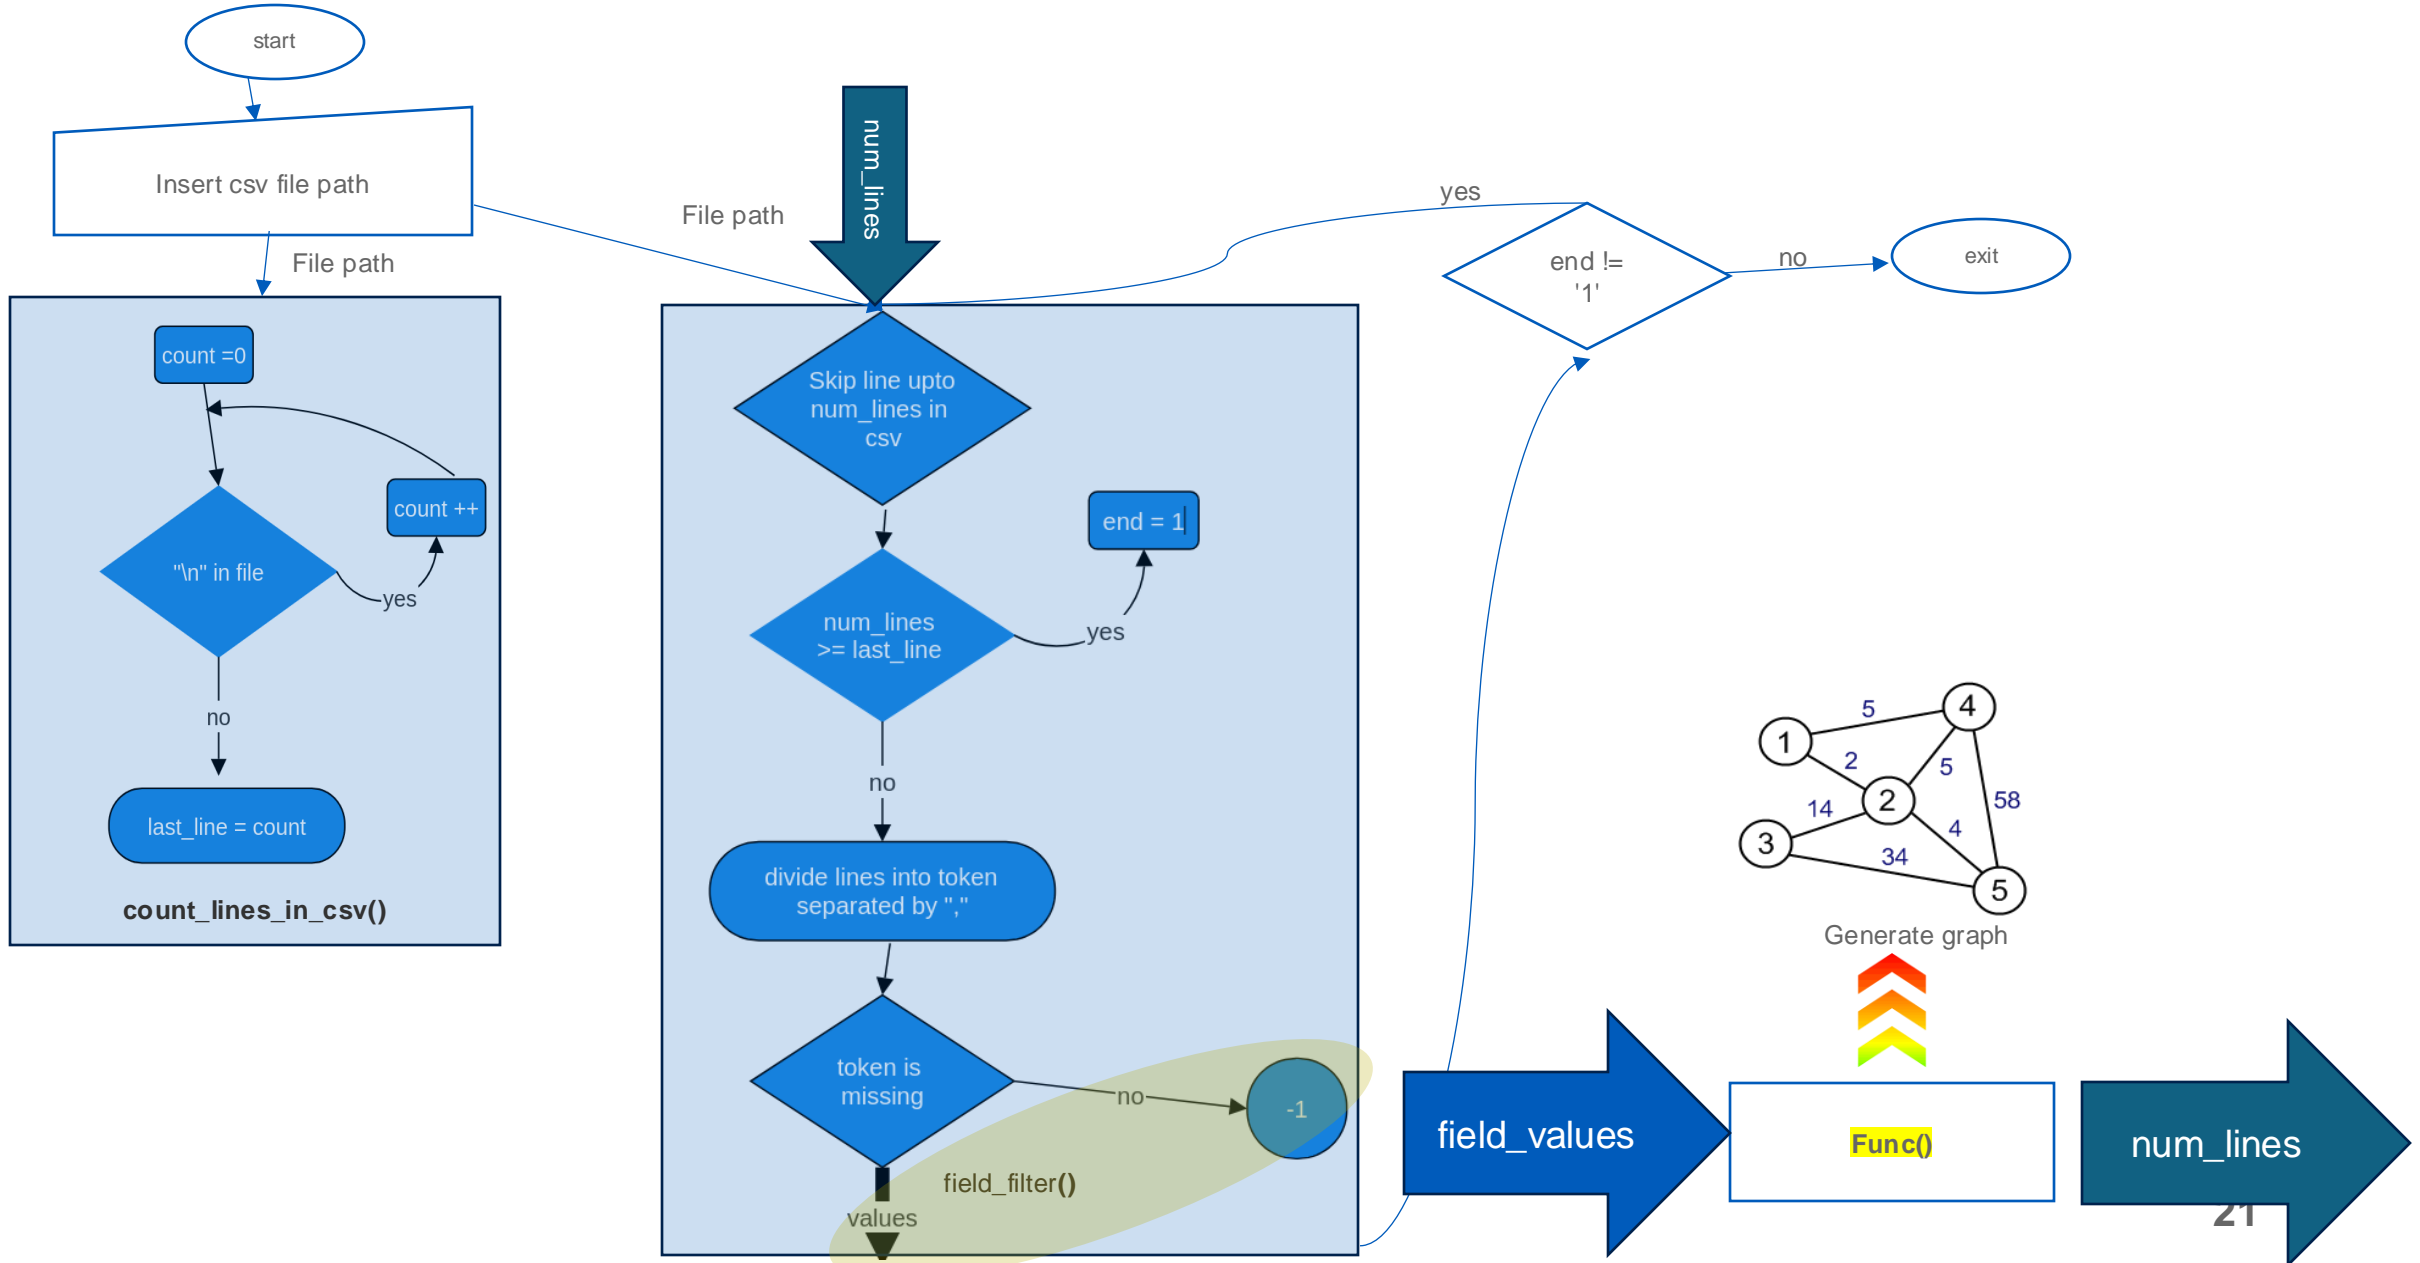 start
Insert csv file path
File path
File path
num_lines
yes
end !=
'1'
no
exit
count =0
count ++
"\n" in file
yes
no
last_line = count
count_lines_in_csv()
Skip line upto
num_lines in
csv
end = 1
num_lines
>= last_line
yes
no
divide lines into token
separated by ","
token is
missing
no
-1
field_filter()
values
field_values
1
2
3
4
5
5
2
5
14
4
58
34
Generate graph
Func()
num_lines
21